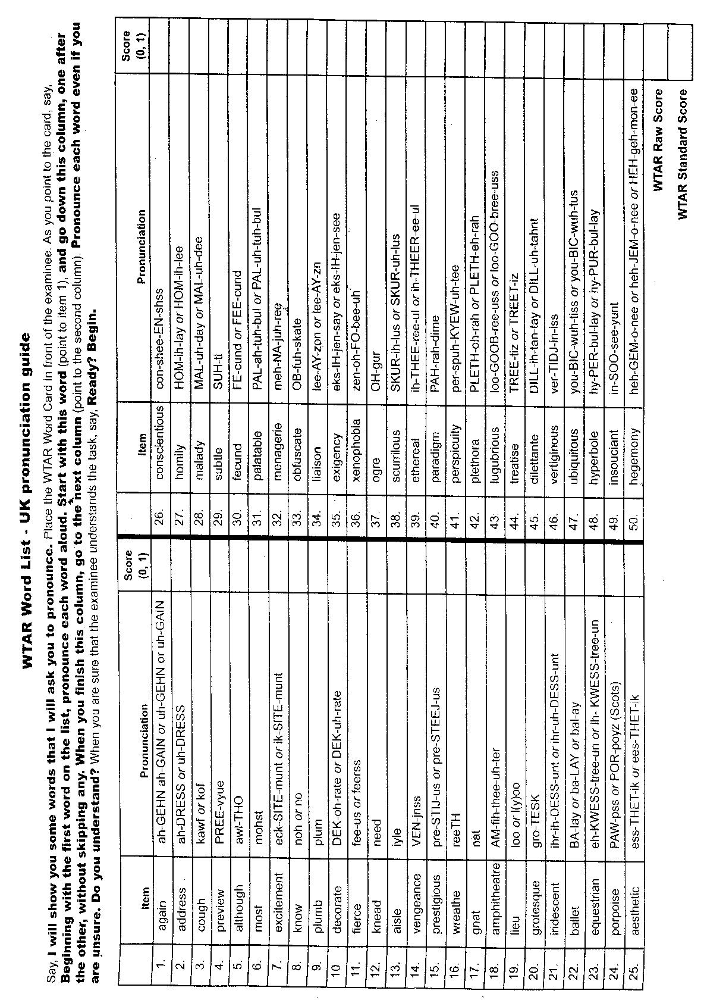 WTAR Word List - UK pronunciation guide
Say, I will show you some words that I will ask you to pronounce. Place the WTAR Word Card in front of the examinee. As you point to the card, say,
Beginning with the first word on the list, pronounce each word aloud. Start with this word (point to item 1), and go down this column, one after
the other, without skipping any. When you finish this column, go to the next column (point to the second column). Pronounce each word even if you
are unsure. Do you understand? When you are sure that the examinee understands the task, say, Ready? Begin.
Item Pronunciation Score (0, 1) Item Pronunciation Score (0, 1)
1. again ah-GEHN ah-GAIN or uh-GEHN or uh-GAIN 26. conscientious con-shee-EN-shss
2. address ah-DRESS or uh-DRESS 27. homily HOM-ih-lay or HOM-ih-lee
3. cough kawf or kof 28. malady MAL-uh-day or MAL-uh-dee
4. preview PREE-vyue 29. subtle SUH-tl
5. although awl-THO 30. fecund FE-cund or FEE-cund
6. most mohst 31. palatable PAL-ah-tuh-bul or PAL-uh-tuh-bul
7. excitement eck-SITE-munt or ik-SITE-munt 32. menagerie meh-NA-juh-ree
8. know noh or no 33. obfuscate OB-fuh-skate
9. plumb plum 34. liaison lee-AY-zon or lee-AY-zn
10 decorate DEK-oh-rate or DEK-uh-rate 35. exigency eks-IH-jen-say or eks-IH-jen-see
11. fierce fee-us or feerss 36. xenophobia zen-oh-FO-bee-uh
12. knead need 37. ogre OH-gur
13. aisle iyle 38. scurrilous SKUR-ih-lus or SKUR-uh-lus
14. vengeance VEN-jnss 39. ethereal ih-THEE-ree-ul or ih-THEER-ee-ul
15. prestigious pre-STIJ-us or pre-STEEJ-us 40. paradigm PAH-rah-dime
16. wreathe reeTH 41. perspicuity per-spuh-KYEW-uh-tee
17. gnat nat 42. plethora PLETH-oh-rah or PLETH-eh-rah
18. amphitheatre AM-fih-thee-uh-ter 43. lugubrious loo-GOOB-ree-uss or loo-GOO-bree-uss
19. lieu loo or l(y)oo 44. treatise TREE-tiz or TREET-iz
20. grotesque gro-TESK 45. dilettante DILL-ih-tan-tay or DILL-uh-tahnt
21. iridescent ihr-ih-DESS-unt or ihr-uh-DESS-unt 46. vertiginous ver-TIDJ-in-iss
22. ballet BA-lay or ba-LAY or bal-ay 47. ubiquitous you-BIC-wuh-tiss or you-BIC-wuh-tus
23. equestrian eh-KWESS-tree-un or ih- KWESS-tree-un 48. hyperbole hy-PER-bul-lay or hy-PUR-bul-lay
24. porpoise PAW-pss or POR-poyz (Scots) 49. insouciant in-SOO-see-yunt
25. aesthetic ess-THET-ik or ees-THET-ik 50. hegemony heh-GEM-o-nee or heh-JEM-o-nee or HEH-geh-mon-ee
WTAR Raw Score
WTAR Standard Score